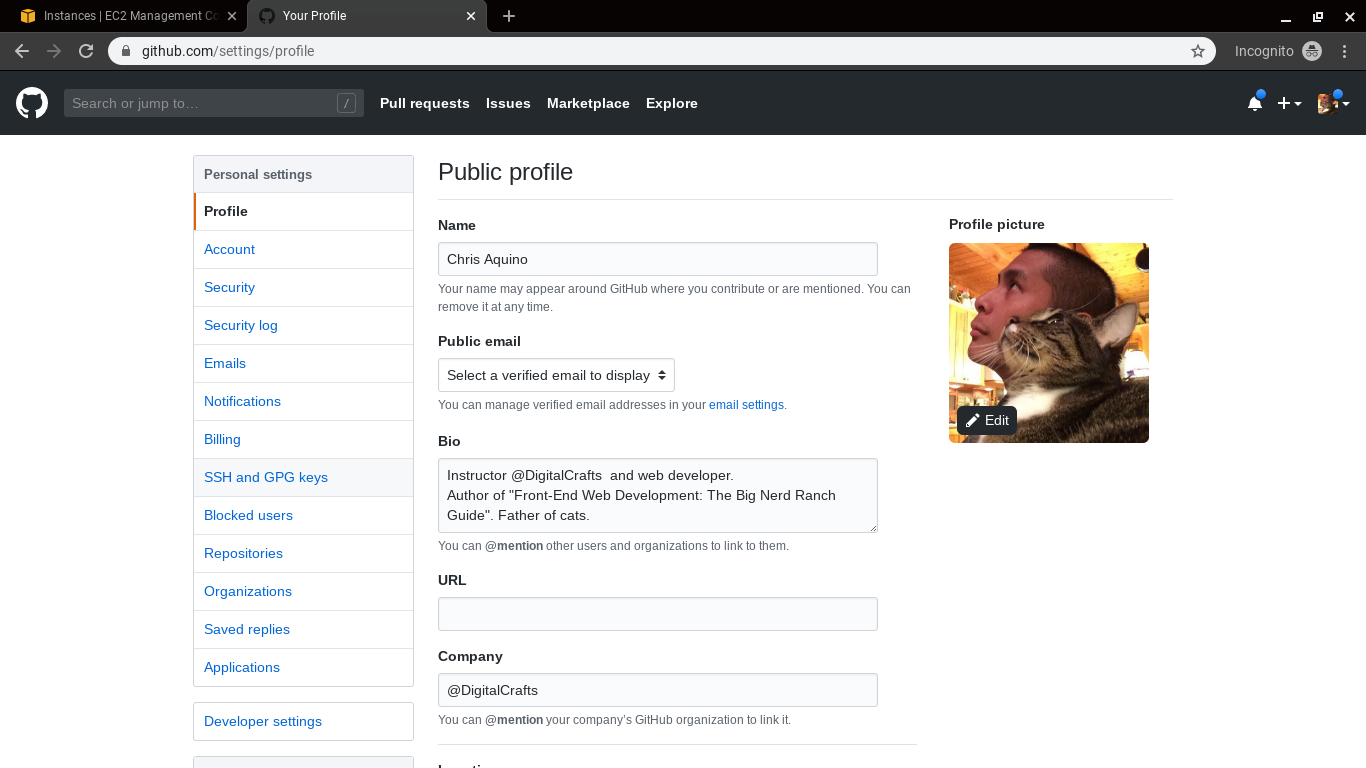 Instances | EC2 Management Co
Your Profile
github.com/settings/profile
Incognito
Search or jump to…
/
Pull requests
Issues
Marketplace
Explore
Personal settings
Profile
Account
Security
Security log
Emails
Notifications
Billing
SSH and GPG keys
Blocked users
Repositories
Organizations
Saved replies
Applications
Developer settings
Public profile
Name
Chris Aquino
Your name may appear around GitHub where you contribute or are mentioned. You can
remove it at any time.
Public email
Select a verified email to display
You can manage verified email addresses in your email settings.
Bio
Instructor @DigitalCrafts  and web developer.
Author of "Front-End Web Development: The Big Nerd Ranch
Guide". Father of cats.
You can @mention other users and organizations to link to them.
URL
Company
@DigitalCrafts
You can @mention your company's GitHub organization to link it.
Profile picture
Edit